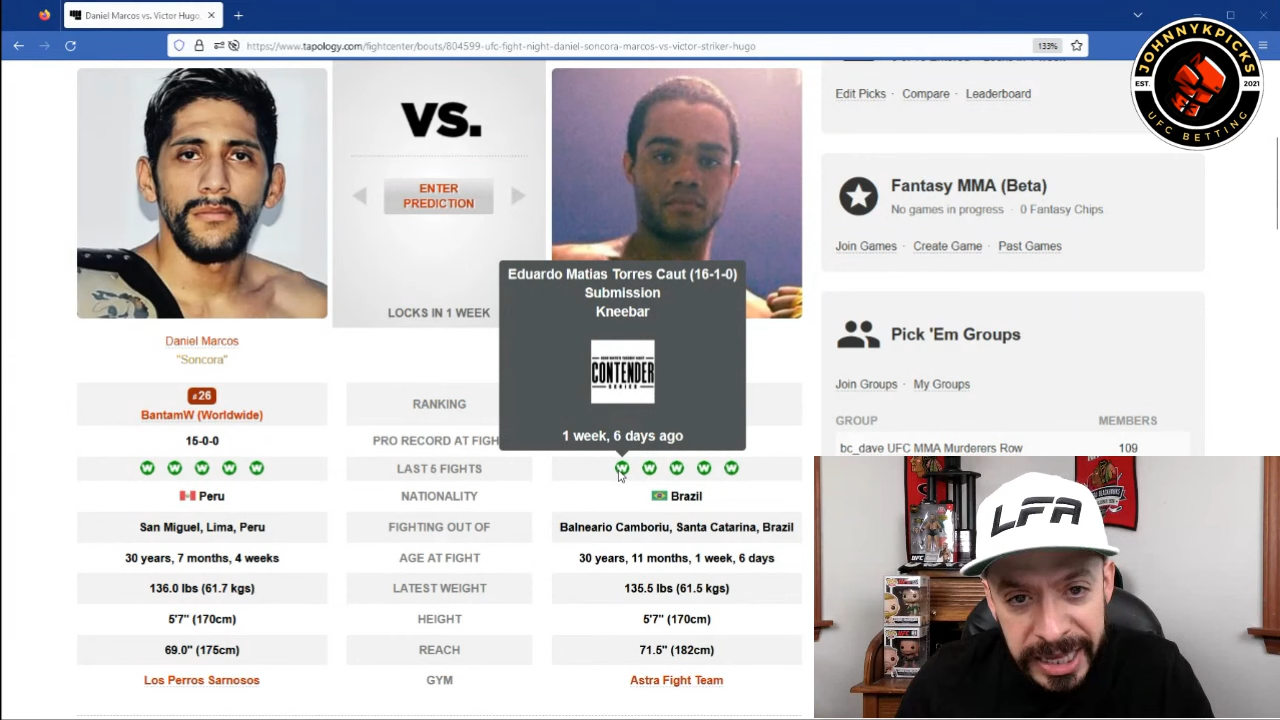 Daniel Marcos vs. Victor Hugo,
https://www.tapology.com/fightcenter/bouts/804599-ufc-fight-night-daniel-soncora-marcos-vs-victor-striker-hugo
133%
JOHNNYKPICKS
EST. 2021
UFC BETTING
VS.
ENTER
PREDICTION
LOCKS IN 1 WEEK
Edit Picks · Compare · Leaderboard
Fantasy MMA (Beta)
No games in progress · 0 Fantasy Chips
Join Games · Create Game · Past Games
Eduardo Matias Torres Caut (16-1-0)
Submission
Kneebar
CONTENDER
SERIES
1 week, 6 days ago
Pick 'Em Groups
Join Groups · My Groups
GROUP MEMBERS
bc_dave UFC MMA Murderers Row 109
Daniel Marcos
"Soncora"
#26
BantamW (Worldwide)
RANKING
15-0-0
PRO RECORD AT FIGH
W W W W W
LAST 5 FIGHTS
W W W W W
Peru
NATIONALITY
Brazil
San Miguel, Lima, Peru
FIGHTING OUT OF
Balneario Camboriu, Santa Catarina, Brazil
30 years, 7 months, 4 weeks
AGE AT FIGHT
30 years, 11 months, 1 week, 6 days
136.0 lbs (61.7 kgs)
LATEST WEIGHT
135.5 lbs (61.5 kgs)
5'7" (170cm)
HEIGHT
5'7" (170cm)
69.0" (175cm)
REACH
71.5" (182cm)
Los Perros Sarnosos
GYM
Astra Fight Team
LFA
UFC